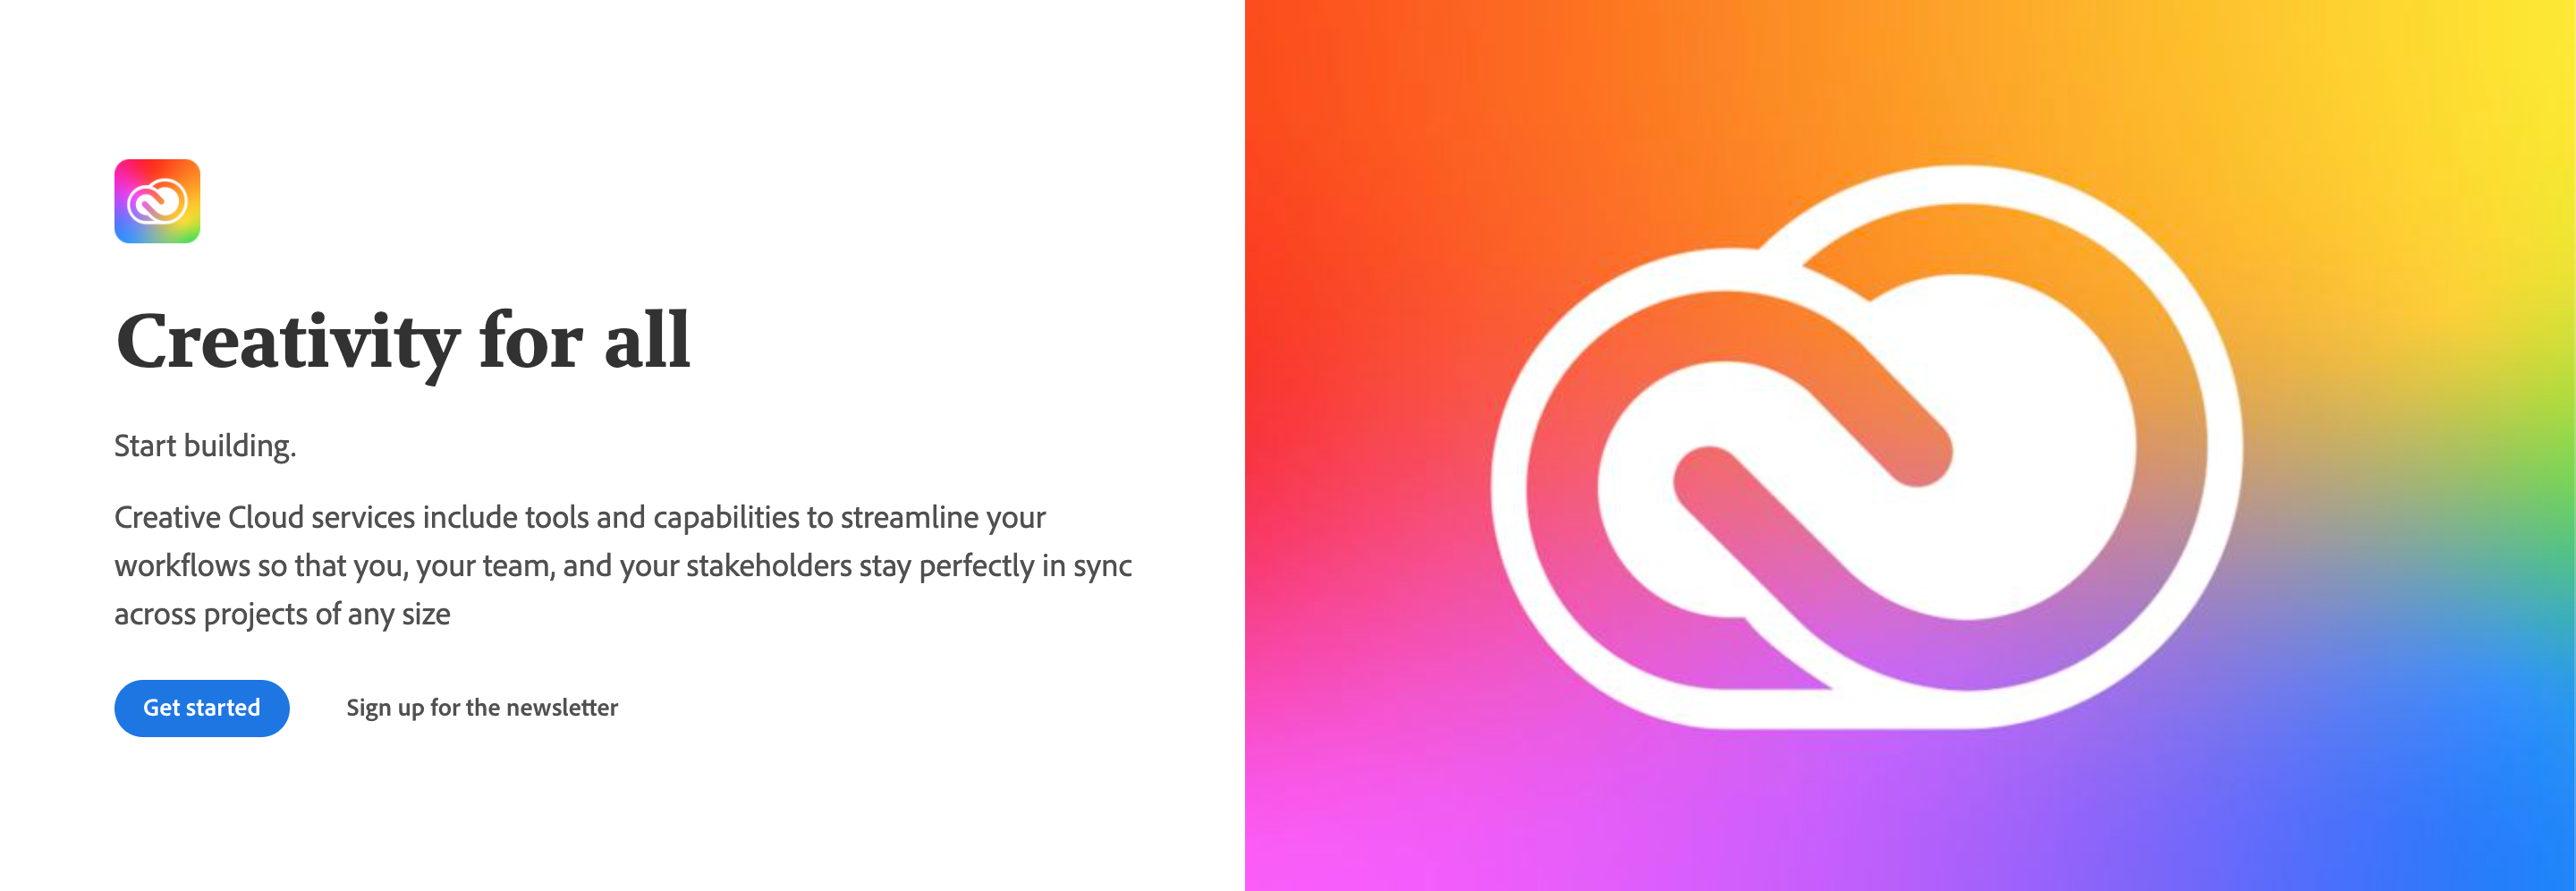 Creativity for all
Start building.
Creative Cloud services include tools and capabilities to streamline your
workflows so that you, your team, and your stakeholders stay perfectly in sync
across projects of any size
Get started
Sign up for the newsletter